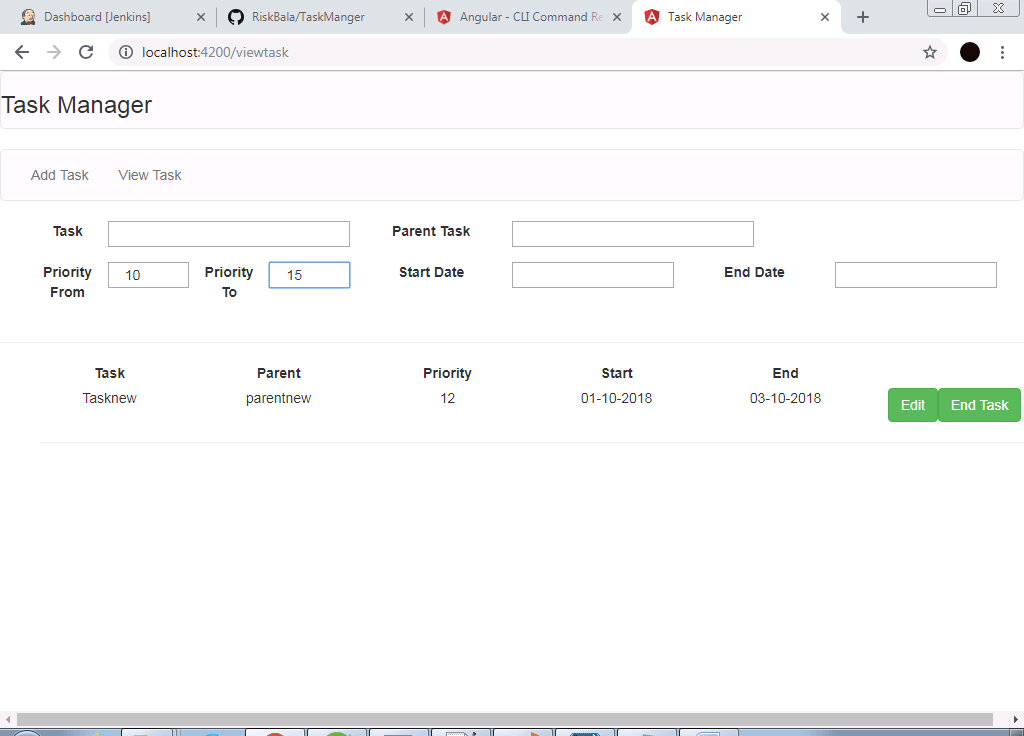 Dashboard [Jenkins] RiskBala/TaskManger Angular - CLI Command Re Task Manager
localhost:4200/viewtask
Task Manager
Add Task View Task
Task Parent Task
Priority From 10 Priority To 15 Start Date End Date
Task Parent Priority Start End
Tasknew parentnew 12 01-10-2018 03-10-2018 Edit End Task